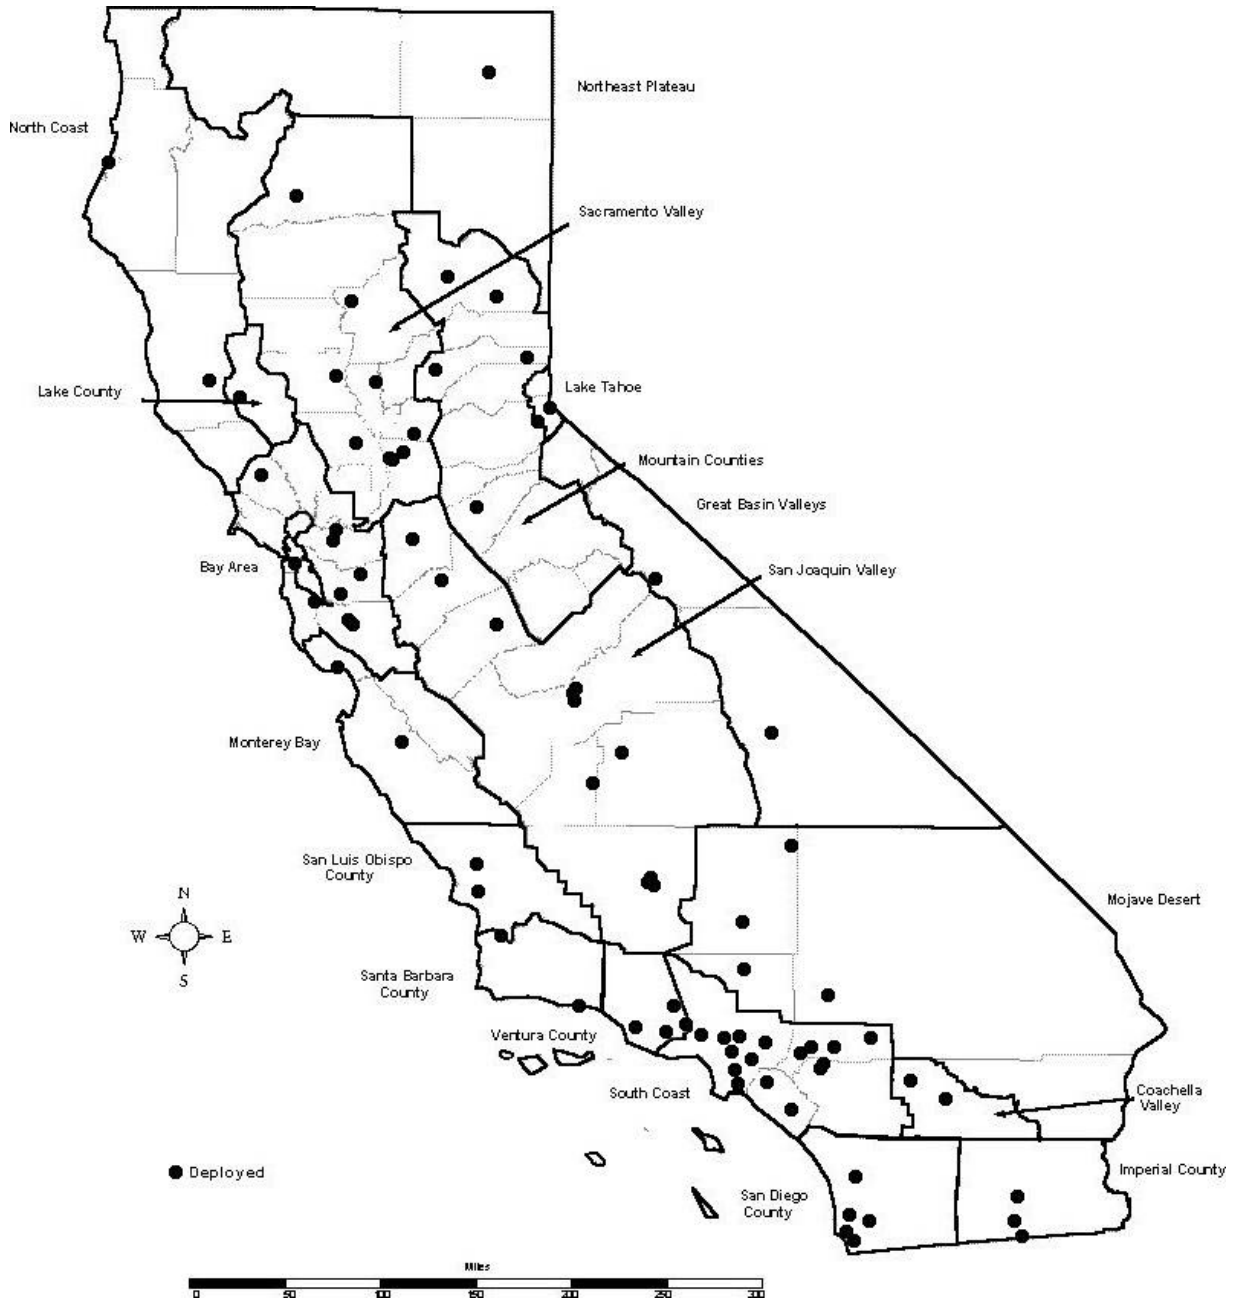 Northeast Plateau
North Coast
Sacramento Valley
Lake County
Lake Tahoe
Mountain Counties
Great Basin Valleys
Bay Area
San Joaquin Valley
Monterey Bay
San Luis Obispo
County
N
W
E
S
Mojave Desert
Santa Barbara
County
Ventura County
South Coast
Coachella
Valley
Deployed
San Diego
County
Imperial County
Miles
0 50 100 150 200 250 300